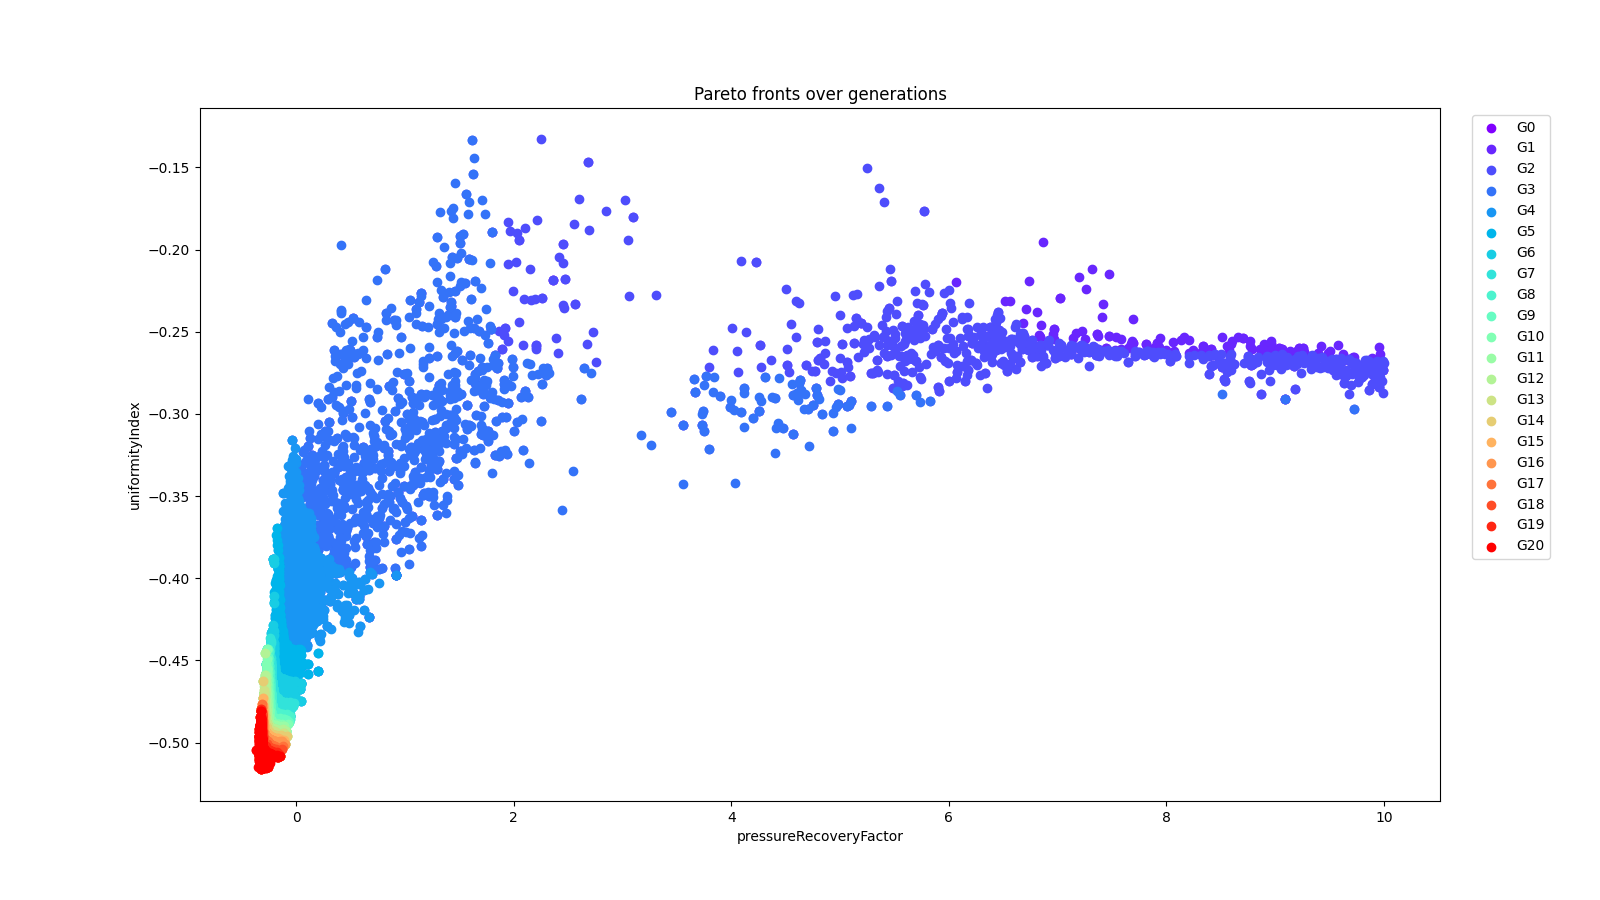 Pareto fronts over generations
uniformityIndex
−0.15
−0.20
−0.25
−0.30
−0.35
−0.40
−0.45
−0.50
0 2 4 6 8 10
pressureRecoveryFactor
G0
G1
G2
G3
G4
G5
G6
G7
G8
G9
G10
G11
G12
G13
G14
G15
G16
G17
G18
G19
G20